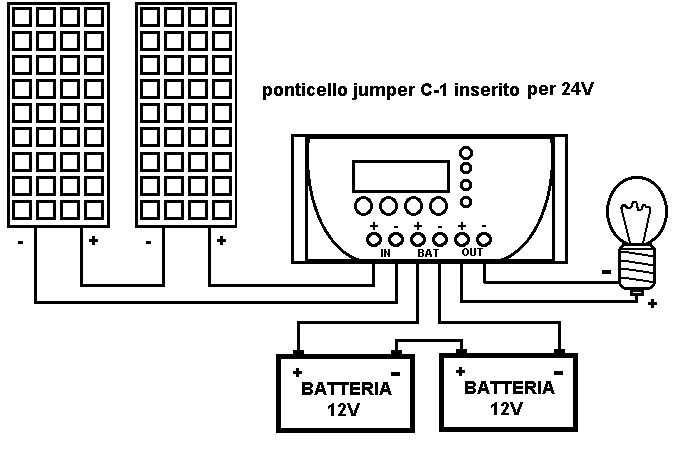 ponticello jumper C-1 inserito per 24V
+ - + - + -
IN BAT OUT
- + - +
-
+
+ - + -
BATTERIA BATTERIA
12V 12V